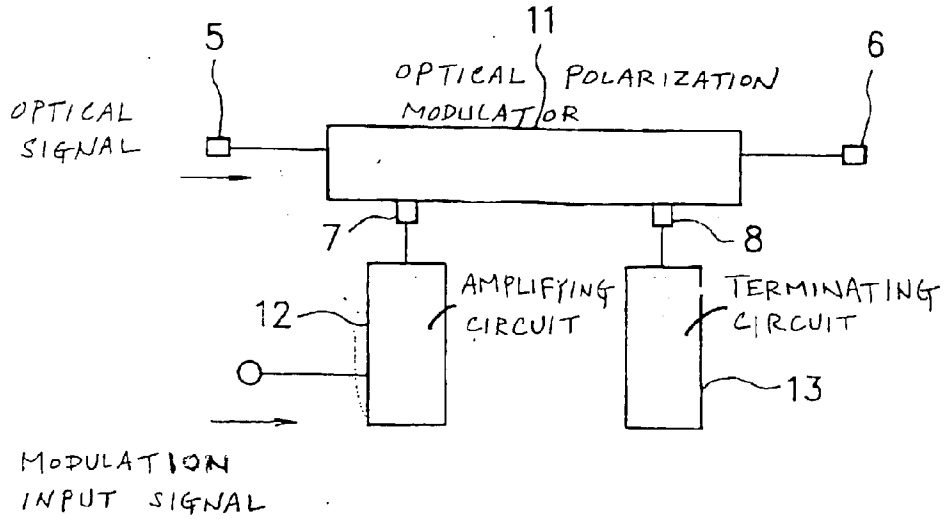 11
5
6
OPTICAL POLARIZATION
MODULATOR
OPTICAL
SIGNAL
7
8
12
AMPLIFYING
CIRCUIT
TERMINATING
CIRCUIT
13
MODULATION
INPUT SIGNAL